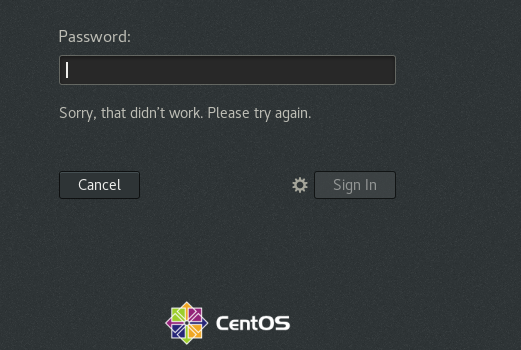 Password:
Sorry, that didn't work. Please try again.
Cancel
Sign In
CentOS